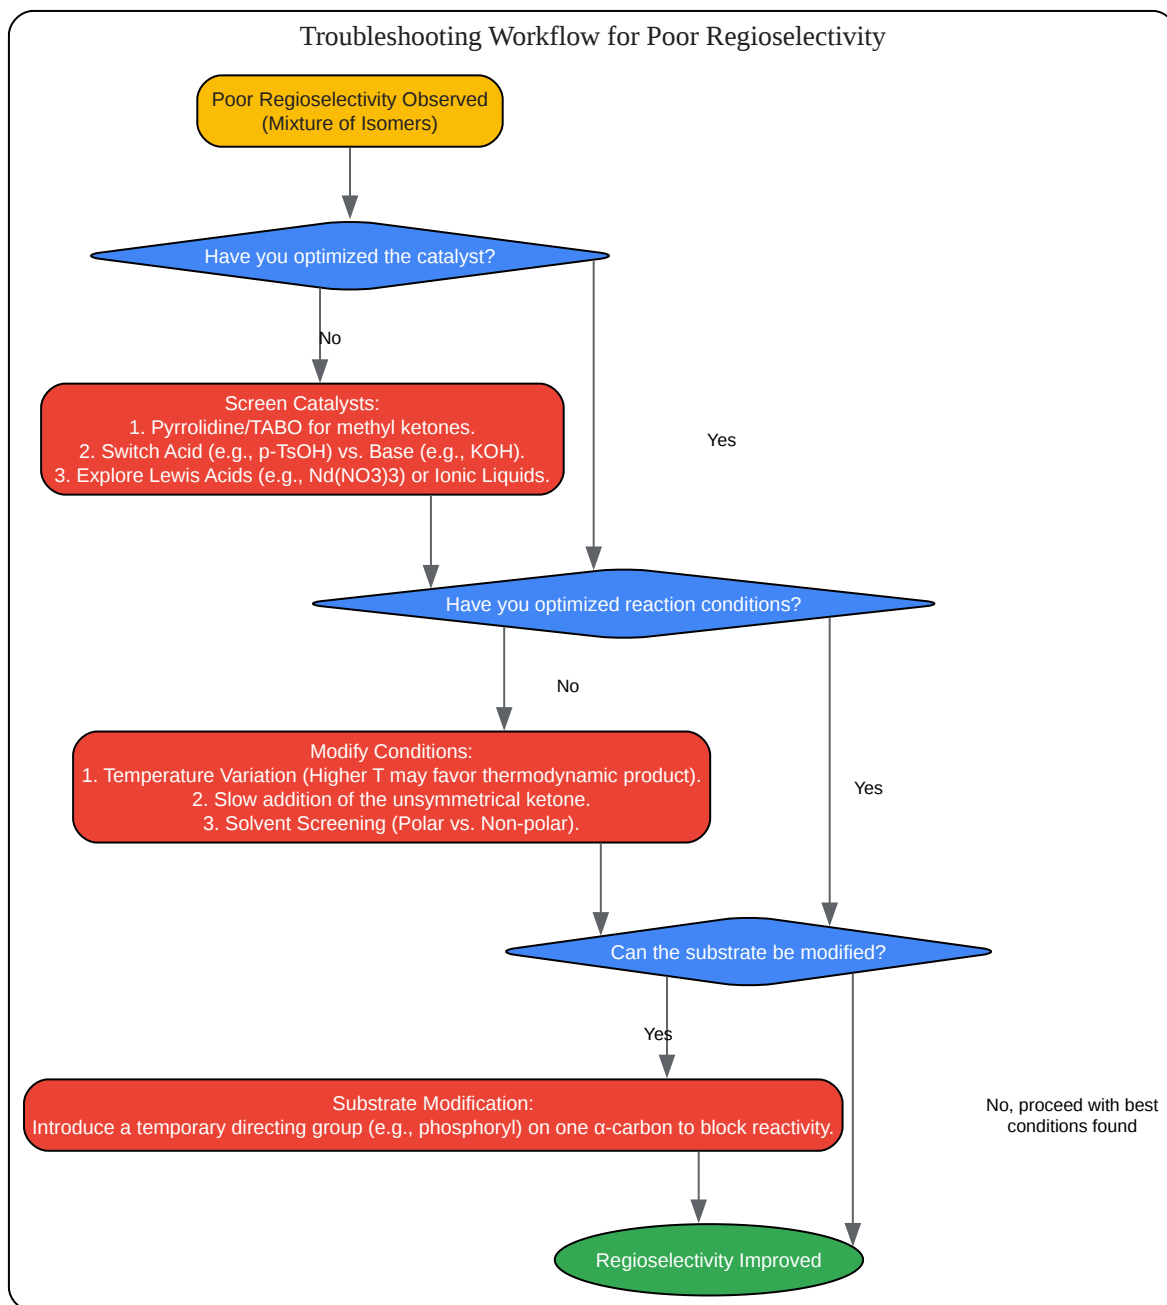 Troubleshooting Workflow for Poor Regioselectivity
Poor Regioselectivity Observed
(Mixture of Isomers)
Have you optimized the catalyst?
No
Screen Catalysts:
1. Pyrrolidine/TABO for methyl ketones.
2. Switch Acid (e.g., p-TsOH) vs. Base (e.g., KOH).
3. Explore Lewis Acids (e.g., Nd(NO3)3) or Ionic Liquids.
Yes
Have you optimized reaction conditions?
No
Modify Conditions:
1. Temperature Variation (Higher T may favor thermodynamic product).
2. Slow addition of the unsymmetrical ketone.
3. Solvent Screening (Polar vs. Non-polar).
Yes
Can the substrate be modified?
Yes
Substrate Modification:
Introduce a temporary directing group (e.g., phosphoryl) on one α-carbon to block reactivity.
No, proceed with best
conditions found
Regioselectivity Improved